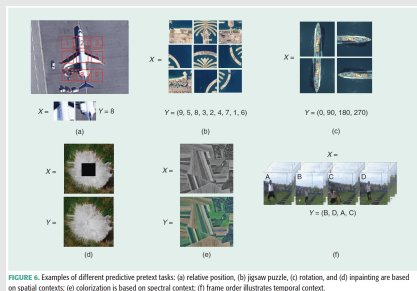 X =
Y = 8
(a)
X =
Y = (9, 5, 8, 3, 2, 4, 7, 1, 6)
(b)
X =
Y = (0, 90, 180, 270)
(c)
X =
Y =
(d)
X =
Y =
(e)
X =
A B C D
Y = (B, D, A, C)
(f)
FIGURE 6. Examples of different predictive pretext tasks: (a) relative position, (b) jigsaw puzzle, (c) rotation, and (d) inpainting are based
on spatial contexts; (e) colorization is based on spectral context; (f) frame order illustrates temporal context.